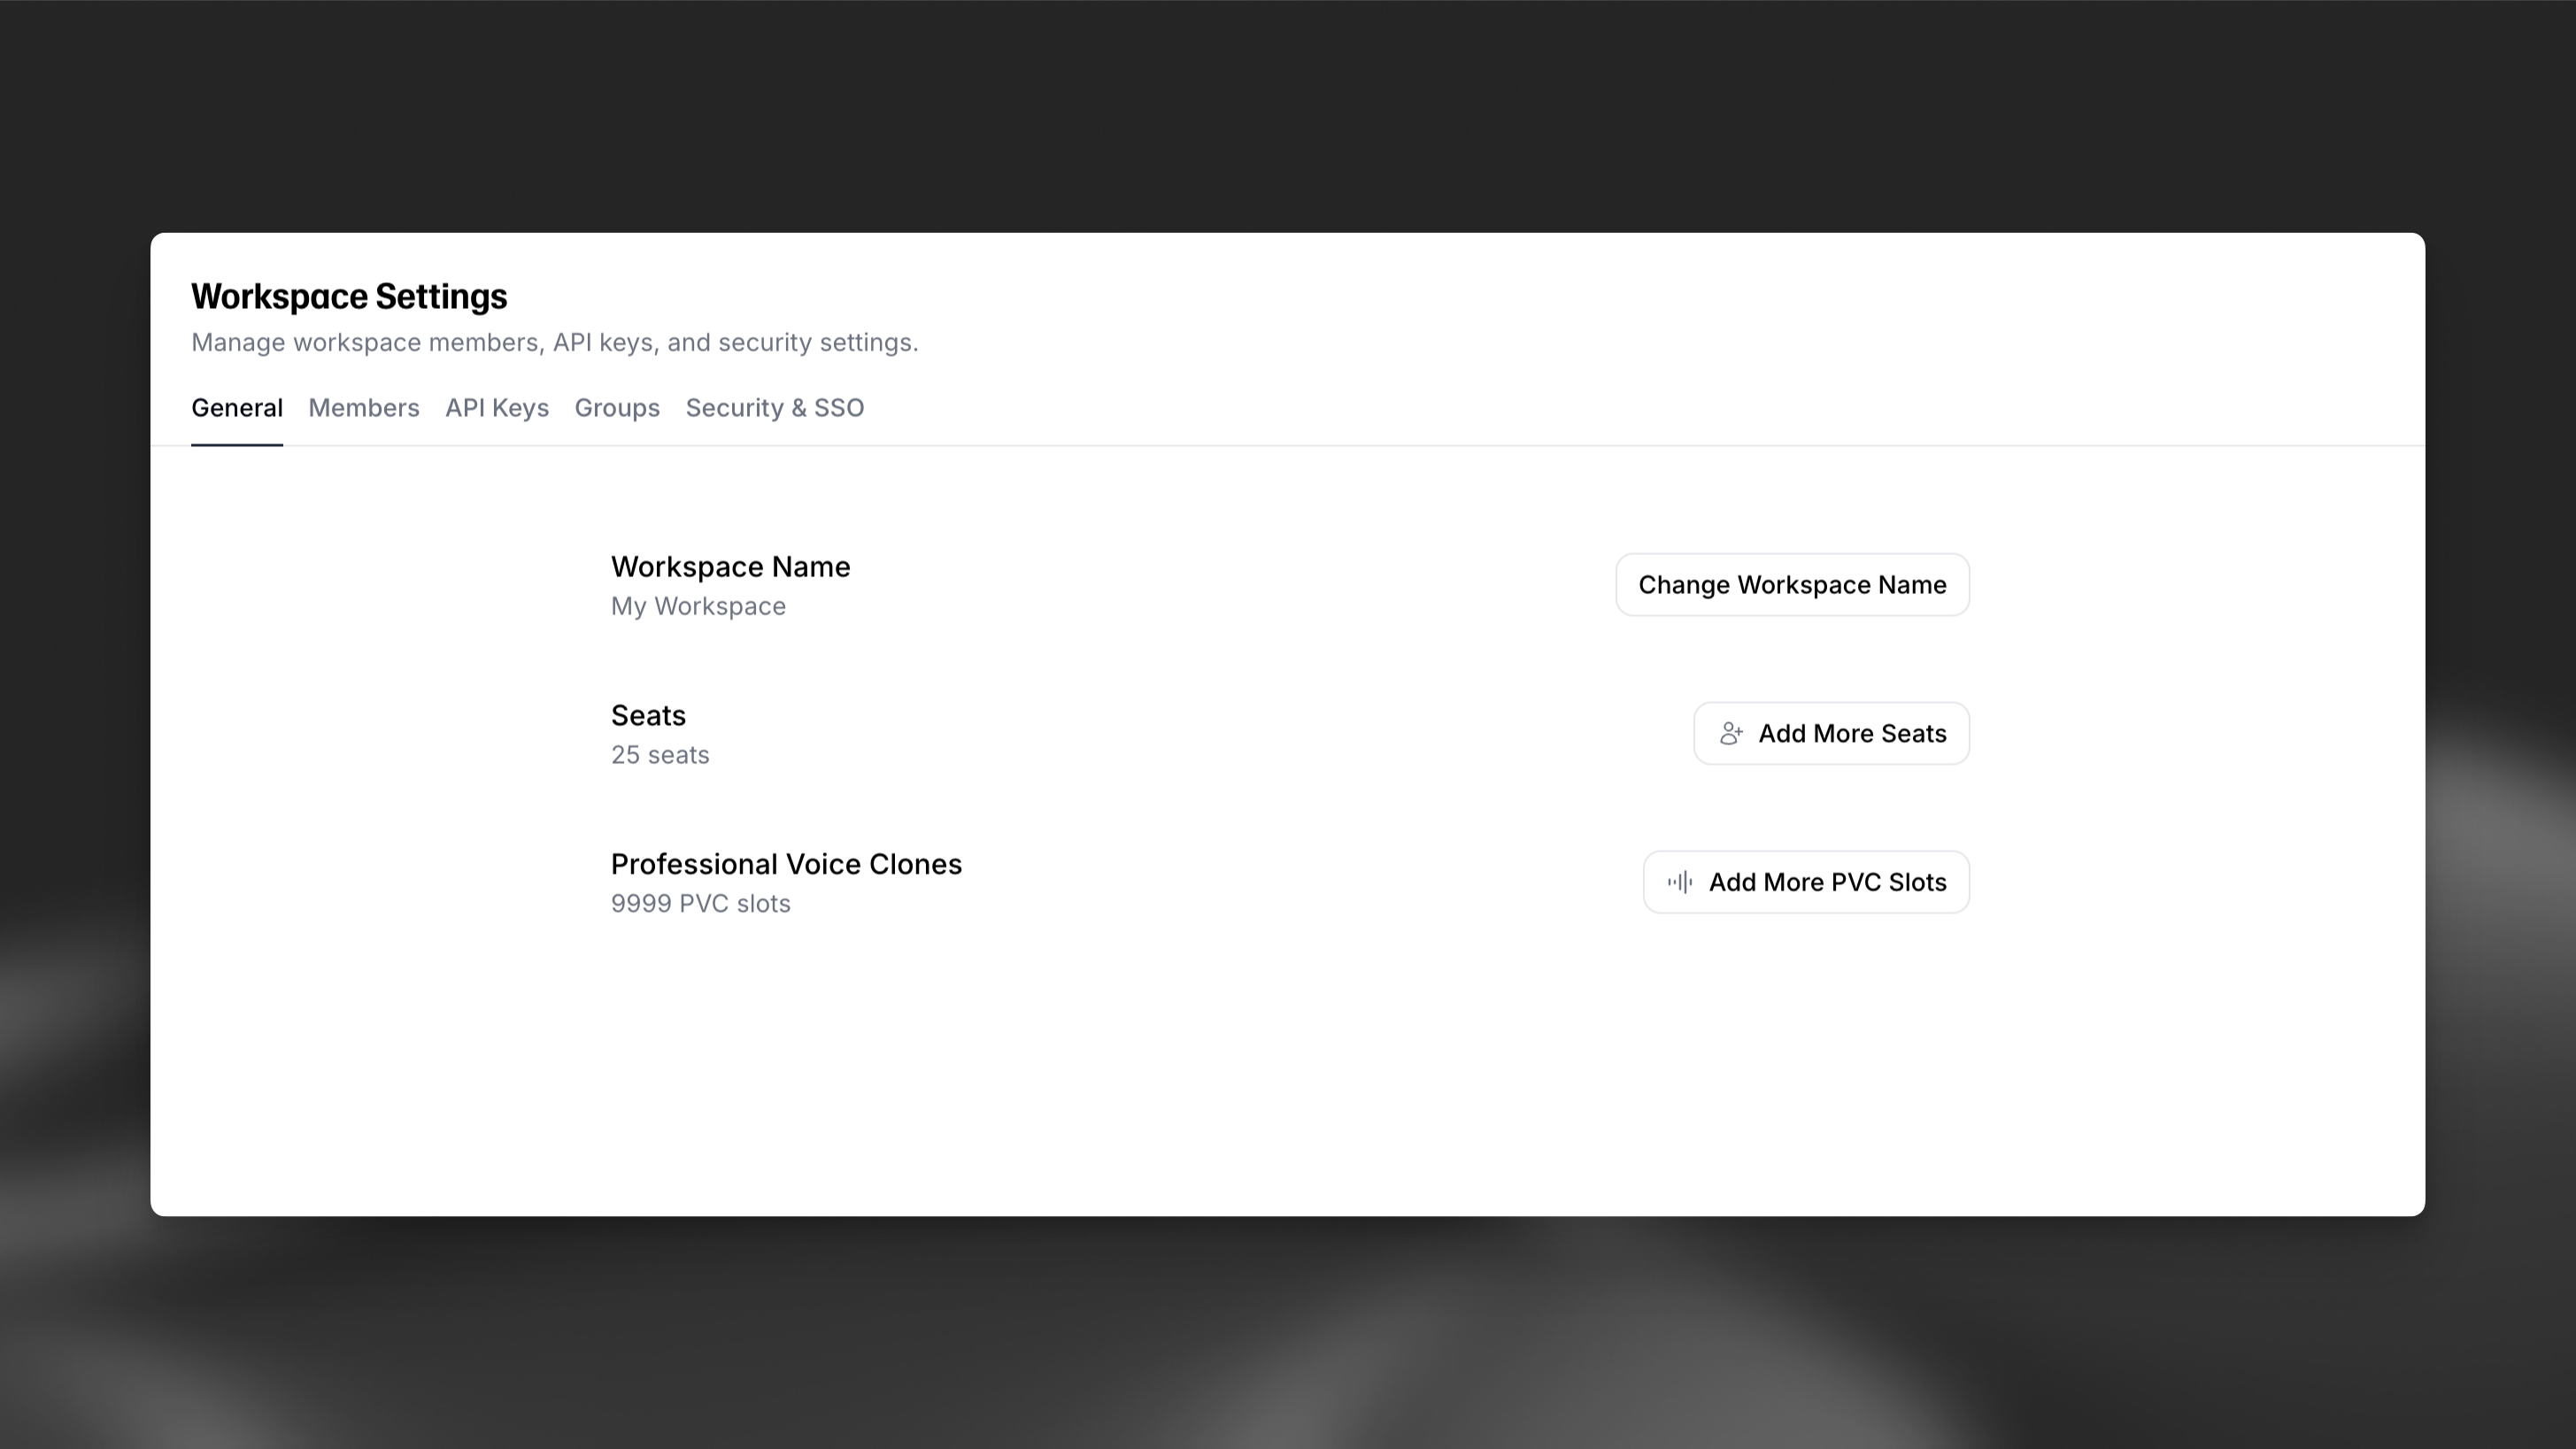 Workspace Settings
Manage workspace members, API keys, and security settings.
General Members API Keys Groups Security & SSO
Workspace Name
My Workspace
Change Workspace Name
Seats
25 seats
Add More Seats
Professional Voice Clones
9999 PVC slots
Add More PVC Slots